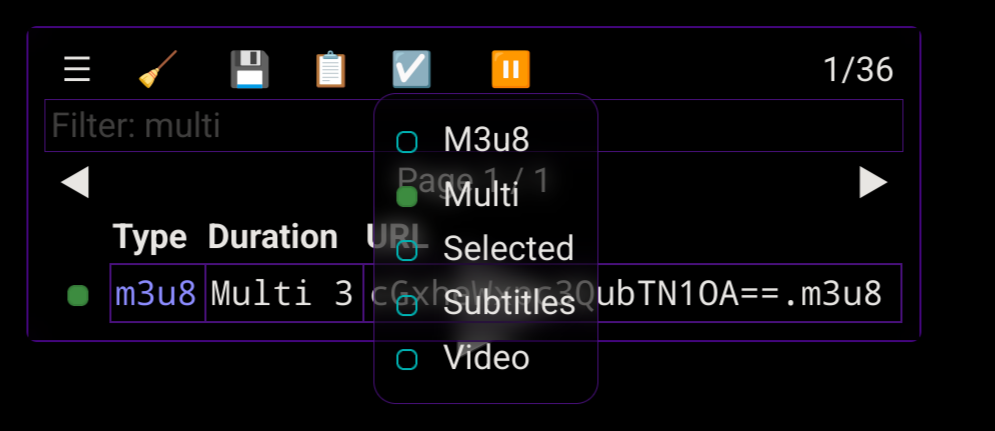 1/36
Filter: multi
M3u8
Page 1 / 1
Multi
Type Duration URL
Selected
m3u8 Multi 3 ubTN1OA==.m3u8
Subtitles
Video